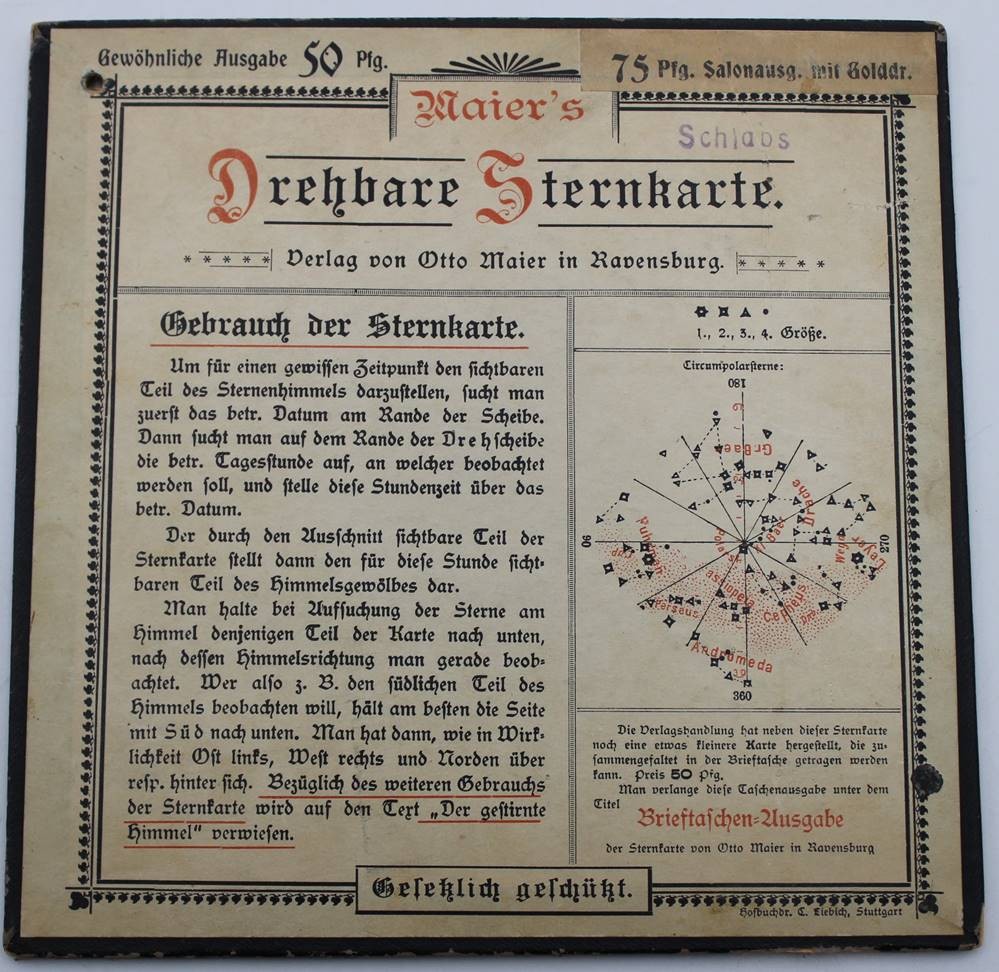 Gewöhnliche Ausgabe 50 Pfg.
75 Pfg. Salonausg. mit Golddr.
Maier's
Schlabs
Drehbare Sternkarte.
Verlag von Otto Maier in Ravensburg.
Gebrauch der Sternkarte.
Um für einen gewissen Zeitpunkt den sichtbaren
Teil des Sternenhimmels darzustellen, sucht man
zuerst das betr. Datum am Rande der Scheibe.
Dann sucht man auf dem Rande der Drehscheibe
die betr. Tagesstunde auf, an welcher beobachtet
werden soll, und stelle diese Stundenzeit über das
betr. Datum.
Der durch den Ausschnitt sichtbare Teil der
Sternkarte stellt dann den für diese Stunde sicht-
baren Teil des Himmelsgewölbes dar.
Man halte bei Aufsuchung der Sterne am
Himmel denjenigen Teil der Karte nach unten,
nach dessen Himmelsrichtung man gerade beob-
achtet. Wer also z. B. den südlichen Teil des
Himmels beobachten will, hält am besten die Seite
mit Süd nach unten. Man hat dann, wie in Wirk-
lichkeit Ost links, West rechts und Norden über
resp. hinter sich. Bezüglich des weiteren Gebrauchs
der Sternkarte wird auf den Text „Der gestirnte
Himmel" verwiesen.
1., 2., 3., 4. Größe.
Circumpolarsterne:
180
Gr Baer
Drache
90
270
Leyer
Wega
Fuhrmann
Kl Baer
Perseus
Cepheus
Andromeda
360
Die Verlagshandlung hat neben dieser Sternkarte
noch eine etwas kleinere Karte hergestellt, die zu-
sammengefaltet in der Brieftasche getragen werden
kann. Preis 50 Pfg.
Man verlange diese Taschenausgabe unter dem
Titel
Brieftaschen-Ausgabe
der Sternkarte von Otto Maier in Ravensburg
Gesetzlich geschützt.
Hofbuchdr. C. Liebich, Stuttgart